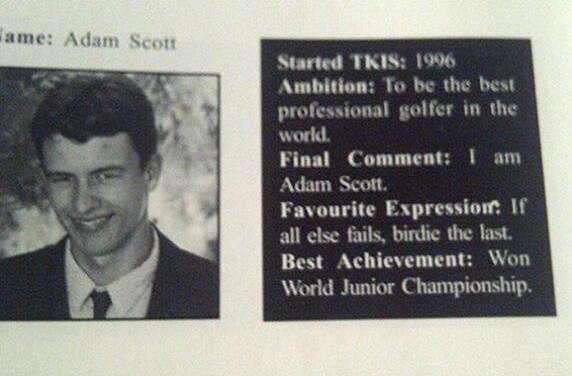 Name: Adam Scott
Started TKIS: 1996
Ambition: To be the best
professional golfer in the
world.
Final Comment: I am
Adam Scott.
Favourite Expression: If
all else fails, birdie the last.
Best Achievement: Won
World Junior Championship.